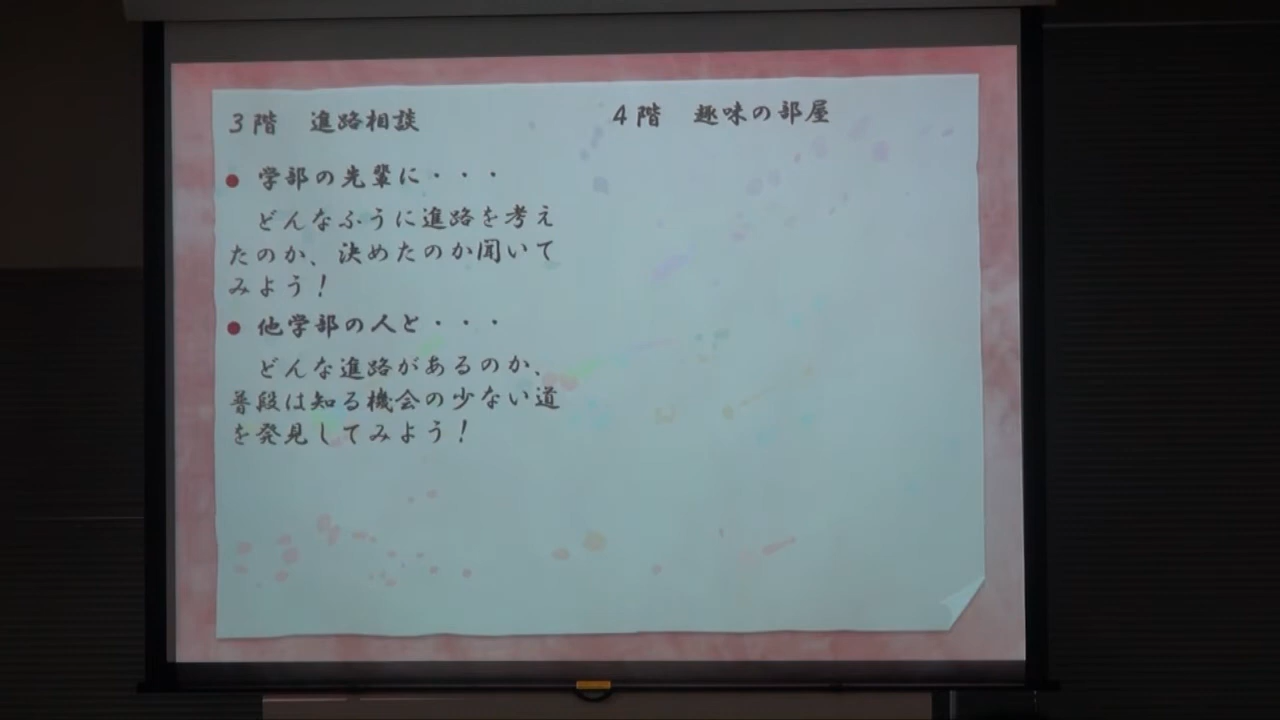 3階　進路相談
4階　趣味の部屋
● 学部の先輩に・・・
どんなふうに進路を考え
たのか、決めたのか聞いて
みよう！
● 他学部の人と・・・
どんな進路があるのか、
普段は知る機会の少ない道
を発見してみよう！